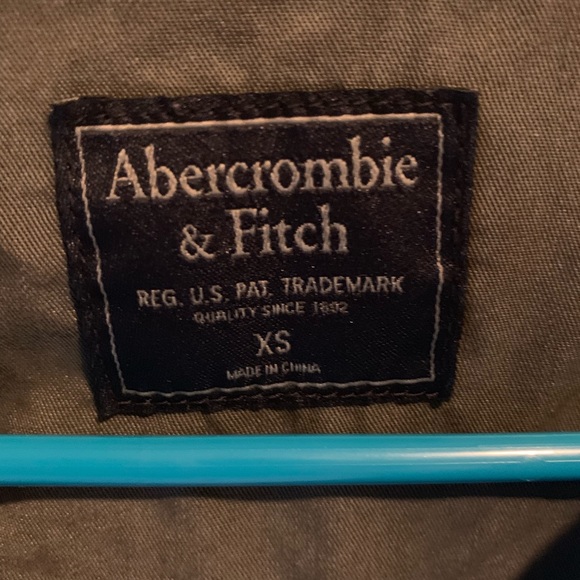 Abercrombie
& Fitch
REG. U.S. PAT. TRADEMARK
QUALITY SINCE 1892
XS
MADE IN CHINA